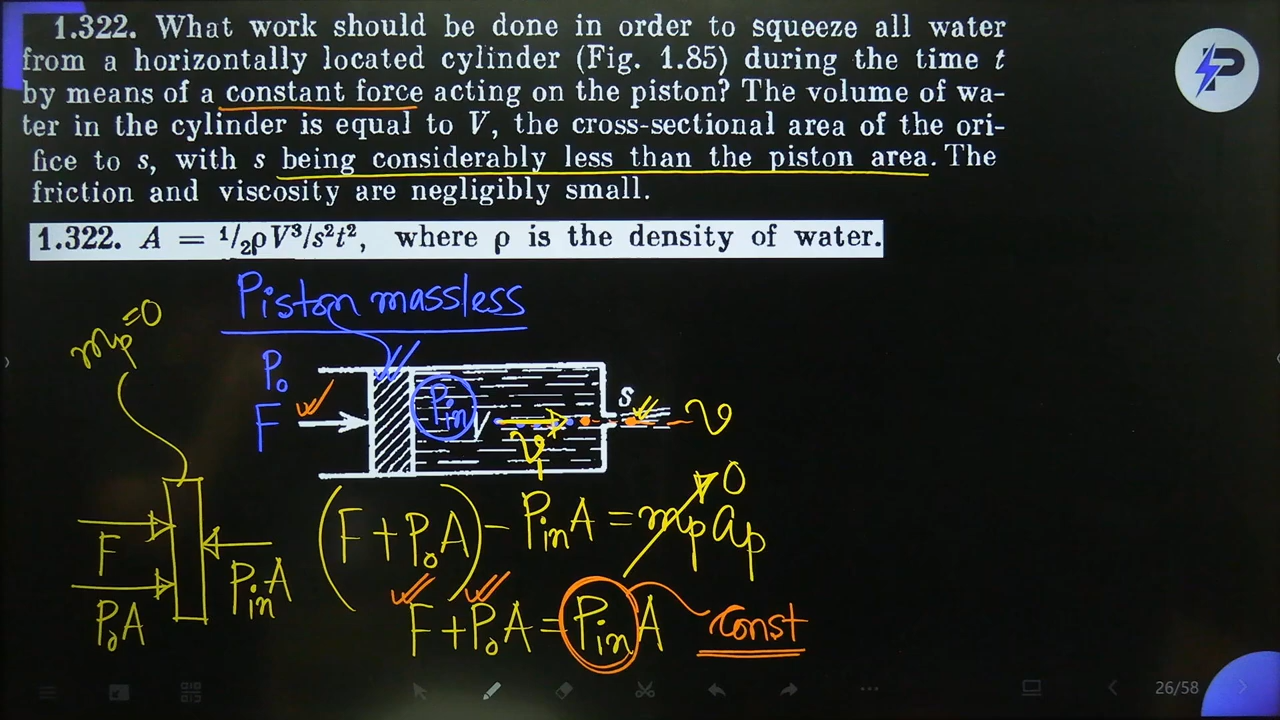 1.322. What work should be done in order to squeeze all water
from a horizontally located cylinder (Fig. 1.85) during the time t
by means of a constant force acting on the piston? The volume of wa-
ter in the cylinder is equal to V, the cross-sectional area of the ori-
fice to s, with s being considerably less than the piston area. The
friction and viscosity are negligibly small.
1.322. A = ¹/₂ρV³/s²t², where ρ is the density of water.
Piston massless
mₚ=0
P₀
F
Pᵢₙ
V
v₁
s
v
F
P₀A
PᵢₙA
(F+P₀A) - PᵢₙA = mₚaₚ
0
F+P₀A = PᵢₙA
const
26/58
P